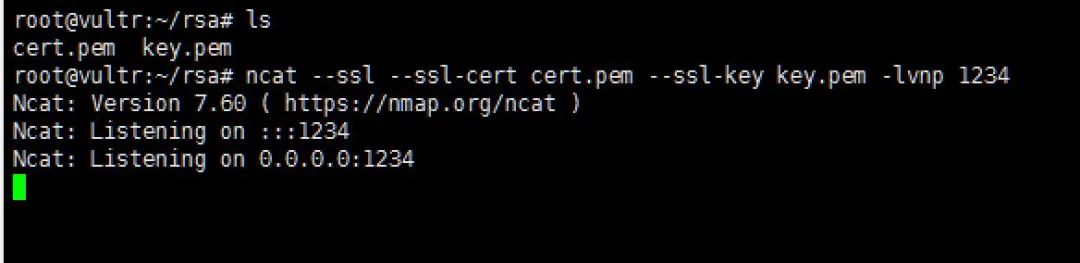 root@vultr:~/rsa# ls
cert.pem  key.pem
root@vultr:~/rsa# ncat --ssl --ssl-cert cert.pem --ssl-key key.pem -lvnp 1234
Ncat: Version 7.60 ( https://nmap.org/ncat )
Ncat: Listening on :::1234
Ncat: Listening on 0.0.0.0:1234